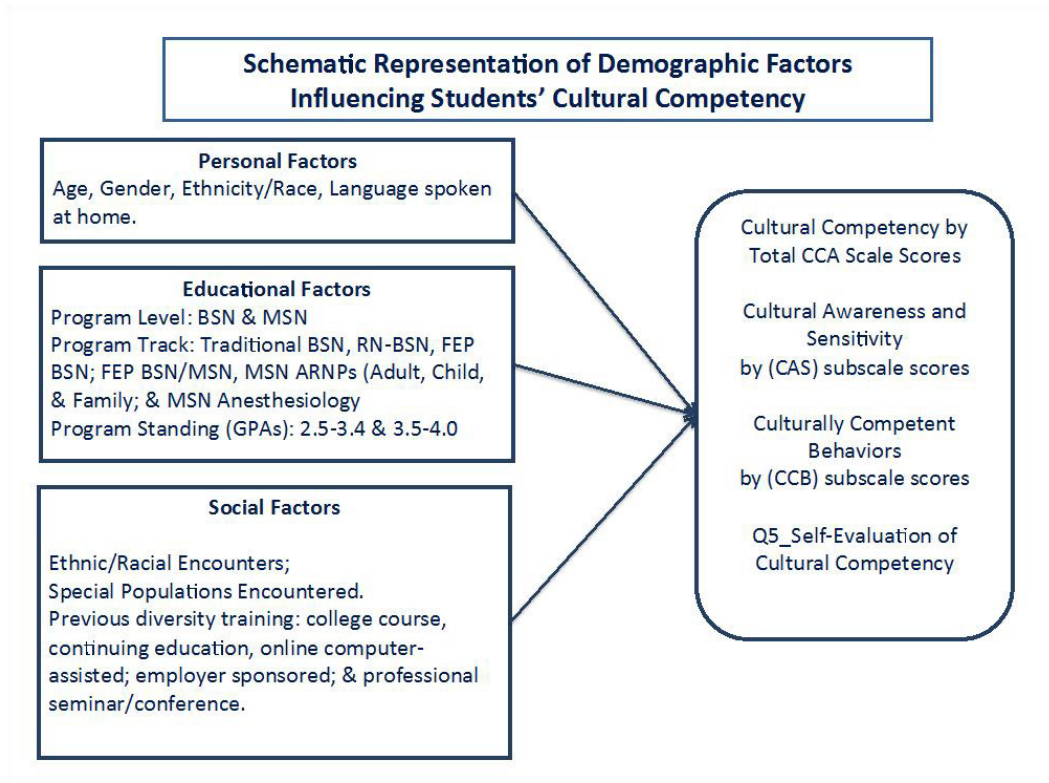 Schematic Representation of Demographic Factors
Influencing Students' Cultural Competency
Personal Factors
Age, Gender, Ethnicity/Race, Language spoken
at home.
Educational Factors
Program Level: BSN & MSN
Program Track: Traditional BSN, RN-BSN, FEP
BSN; FEP BSN/MSN, MSN ARNPs (Adult, Child,
& Family; & MSN Anesthesiology
Program Standing (GPAs): 2.5-3.4 & 3.5-4.0
Social Factors
Ethnic/Racial Encounters;
Special Populations Encountered.
Previous diversity training: college course,
continuing education, online computer-
assisted; employer sponsored; & professional
seminar/conference.
Cultural Competency by
Total CCA Scale Scores
Cultural Awareness and
Sensitivity
by (CAS) subscale scores
Culturally Competent
Behaviors
by (CCB) subscale scores
Q5_Self-Evaluation of
Cultural Competency